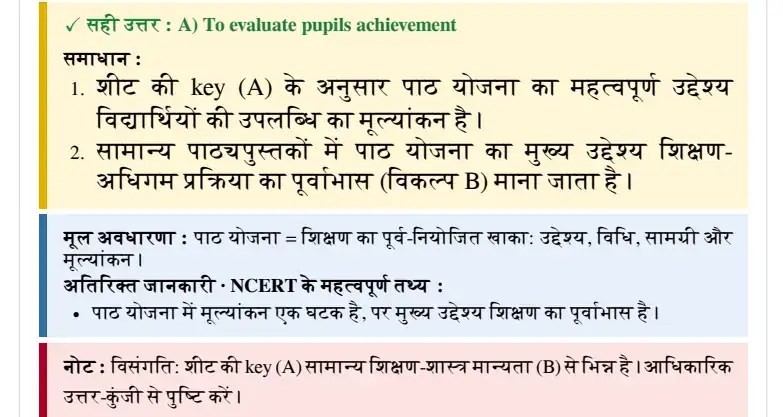 ✓ सही उत्तर : A) To evaluate pupils achievement
समाधान :
1. शीट की key (A) के अनुसार पाठ योजना का महत्वपूर्ण उद्देश्य
विद्यार्थियों की उपलब्धि का मूल्यांकन है।
2. सामान्य पाठ्यपुस्तकों में पाठ योजना का मुख्य उद्देश्य शिक्षण-
अधिगम प्रक्रिया का पूर्वाभास (विकल्प B) माना जाता है।
मूल अवधारणा : पाठ योजना = शिक्षण का पूर्व-नियोजित खाका: उद्देश्य, विधि, सामग्री और
मूल्यांकन।
अतिरिक्त जानकारी · NCERT के महत्वपूर्ण तथ्य :
• पाठ योजना में मूल्यांकन एक घटक है, पर मुख्य उद्देश्य शिक्षण का पूर्वाभास है।
नोट : विसंगति: शीट की key (A) सामान्य शिक्षण-शास्त्र मान्यता (B) से भिन्न है। आधिकारिक
उत्तर-कुंजी से पुष्टि करें।